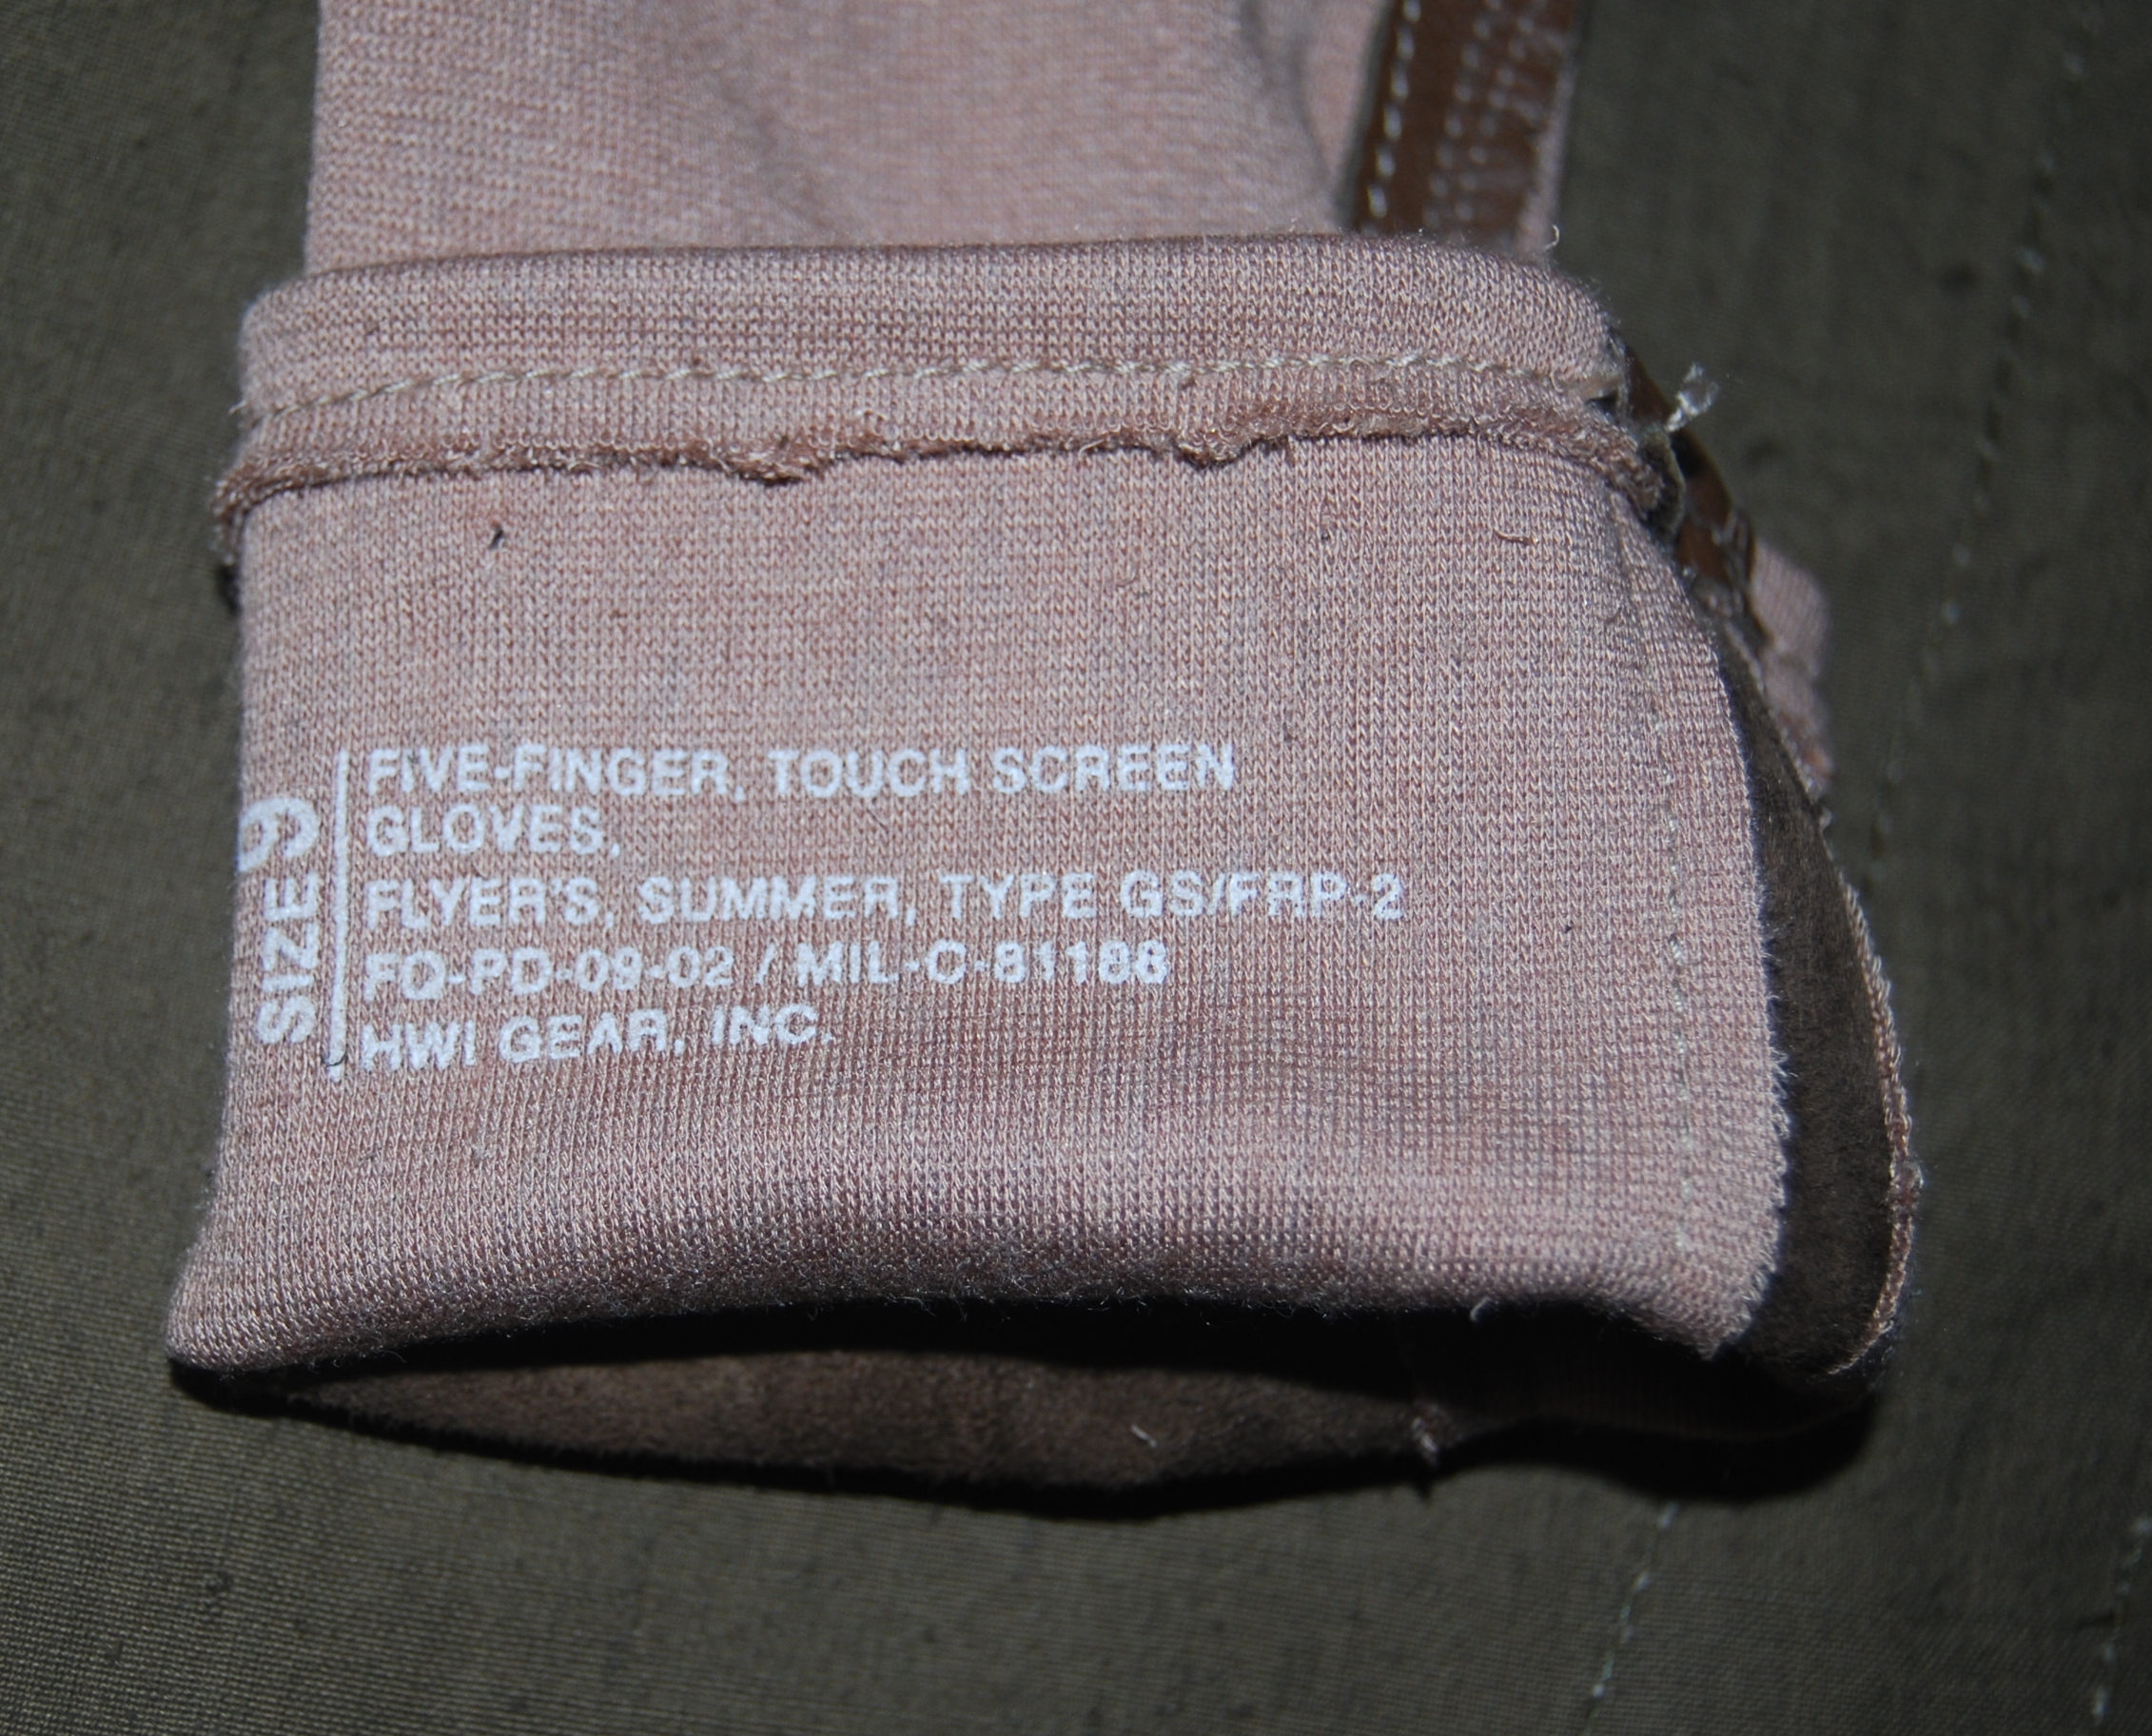 SIZE 9
FIVE-FINGER, TOUCH SCREEN
GLOVES,
FLYER'S, SUMMER, TYPE GS/FRP-2
FQ-PD-09-02 / MIL-C-81188
HWI GEAR, INC.